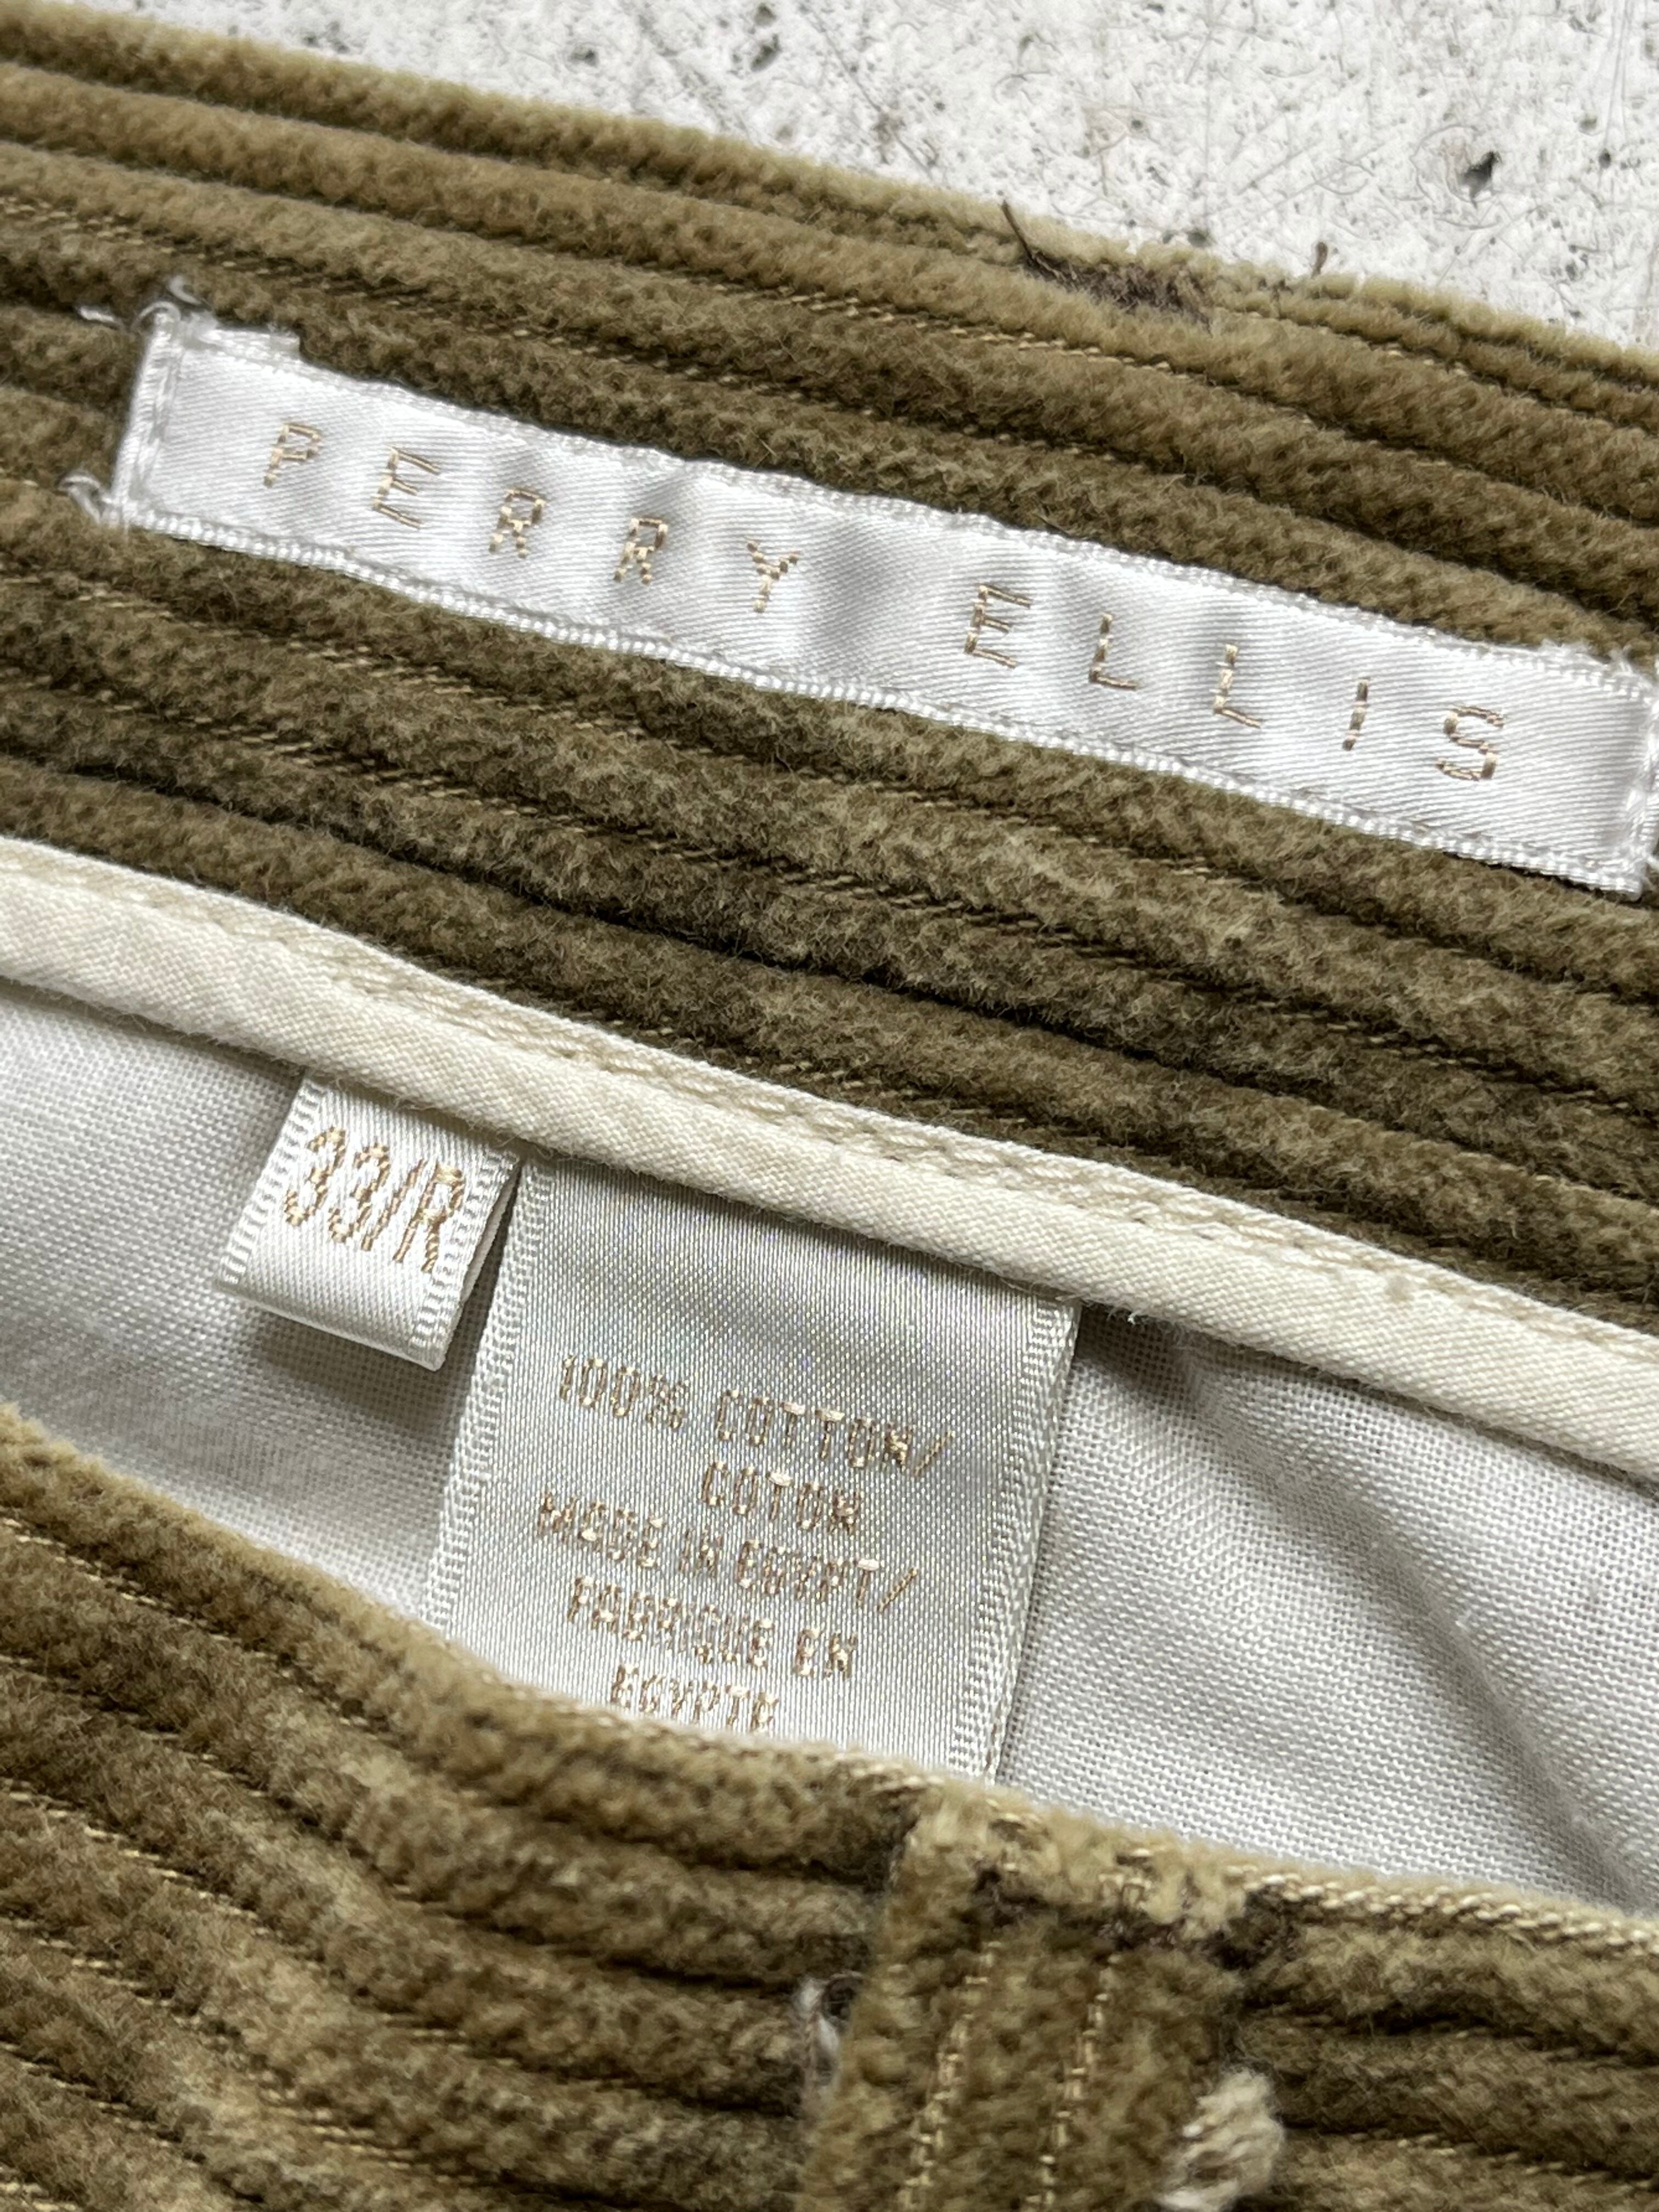 PERRY ELLIS
33/R
100% COTTON/
COTON
MADE IN EGYPT/
FABRIQUE EN
EGYPTE